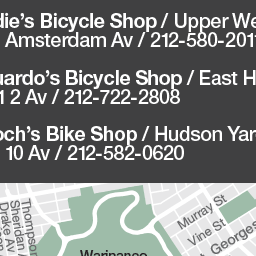 die's Bicycle Shop / Upper We
Amsterdam Av / 212-580-2011
uardo's Bicycle Shop / East H
1 2 Av / 212-722-2808
och's Bike Shop / Hudson Yar
10 Av / 212-582-0620
Thompson
Sheridan A
Drake Av
Murray St
Vine St
Georges
Warinanco